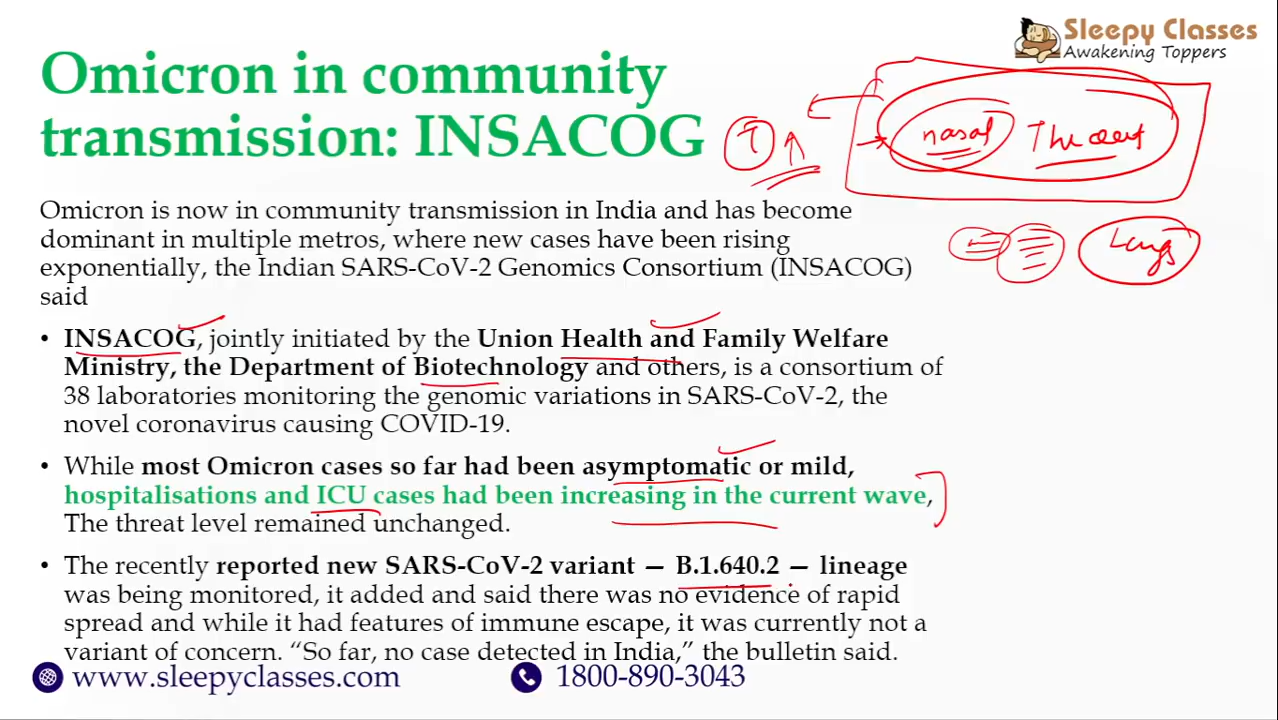 Sleepy Classes
Awakening Toppers
Omicron in community
transmission: INSACOG
T
nasal Throat
Lungs
Omicron is now in community transmission in India and has become
dominant in multiple metros, where new cases have been rising
exponentially, the Indian SARS-CoV-2 Genomics Consortium (INSACOG)
said
• INSACOG, jointly initiated by the Union Health and Family Welfare
Ministry, the Department of Biotechnology and others, is a consortium of
38 laboratories monitoring the genomic variations in SARS-CoV-2, the
novel coronavirus causing COVID-19.
• While most Omicron cases so far had been asymptomatic or mild,
hospitalisations and ICU cases had been increasing in the current wave,
The threat level remained unchanged.
• The recently reported new SARS-CoV-2 variant — B.1.640.2 — lineage
was being monitored, it added and said there was no evidence of rapid
spread and while it had features of immune escape, it was currently not a
variant of concern. “So far, no case detected in India,” the bulletin said.
www.sleepyclasses.com
1800-890-3043